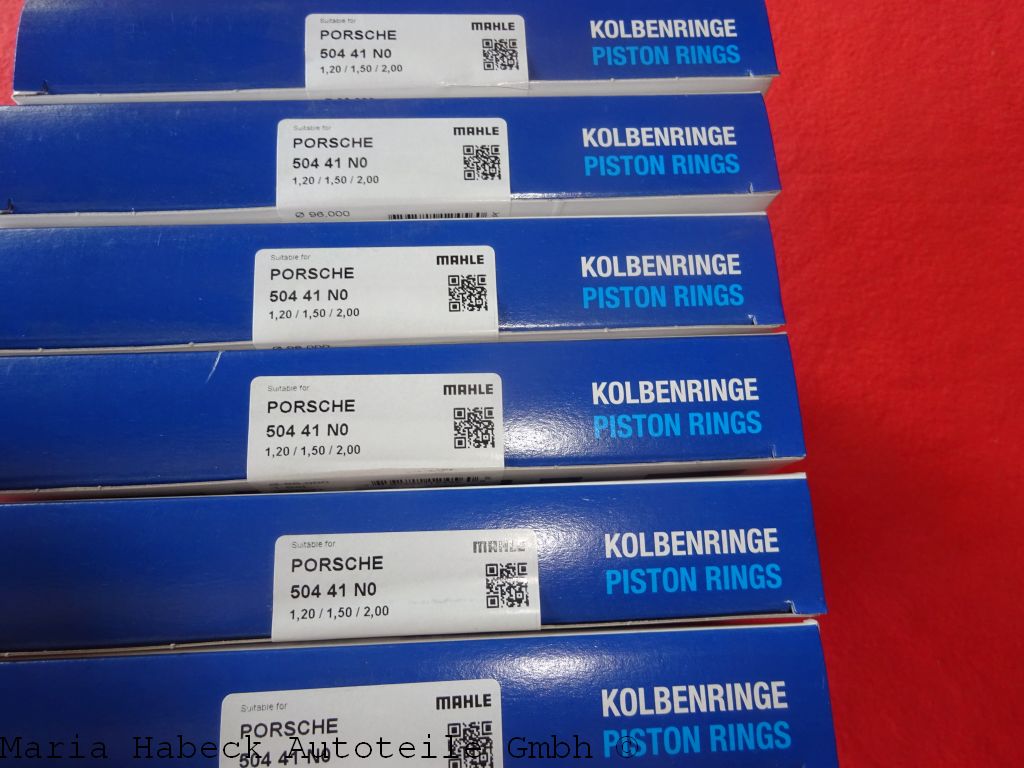 Suitable for
MAHLE
PORSCHE
504 41 N0
1,20 / 1,50 / 2,00
KOLBENRINGE
PISTON RINGS
Suitable for
MAHLE
PORSCHE
504 41 N0
1,20 / 1,50 / 2,00
Ø 96,000
KOLBENRINGE
PISTON RINGS
Suitable for
MAHLE
PORSCHE
504 41 N0
1,20 / 1,50 / 2,00
KOLBENRINGE
PISTON RINGS
Suitable for
MAHLE
PORSCHE
504 41 N0
1,20 / 1,50 / 2,00
KOLBENRINGE
PISTON RINGS
Suitable for
MAHLE
PORSCHE
504 41 N0
1,20 / 1,50 / 2,00
KOLBENRINGE
PISTON RINGS
Suitable for
MAHLE
PORSCHE
504 41 N0
KOLBENRINGE
PISTON RINGS
Maria Habeck Autoteile Gmbh ©